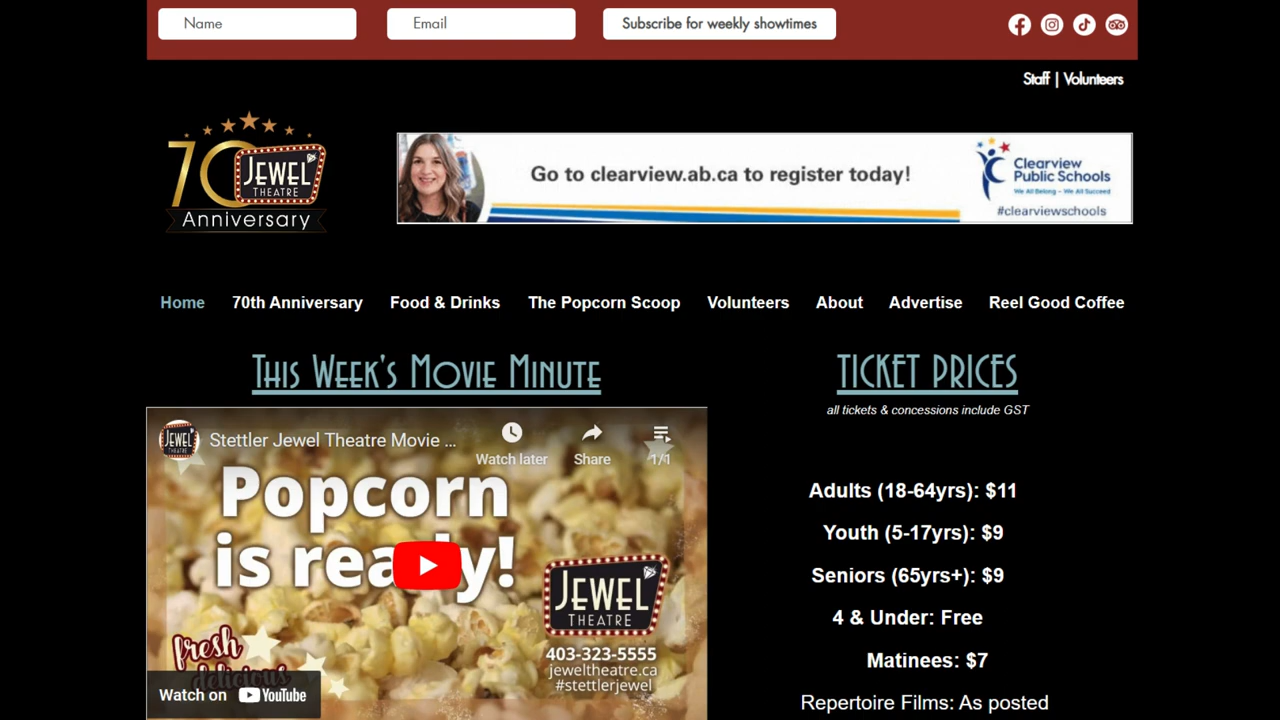 Name
Email
Subscribe for weekly showtimes
Staff | Volunteers
70
JEWEL
THEATRE
Anniversary
Go to clearview.ab.ca to register today!
Clearview
Public Schools
We All Belong - We All Succeed
#clearviewschools
Home
70th Anniversary
Food & Drinks
The Popcorn Scoop
Volunteers
About
Advertise
Reel Good Coffee
THIS WEEK'S MOVIE MINUTE
JEWEL
THEATRE
Stettler Jewel Theatre Movie ...
Watch later
Share
1/1
Popcorn
is ready!
JEWEL
THEATRE
403-323-5555
jeweltheatre.ca
#stettlerjewel
fresh
delicious
Watch on YouTube
TICKET PRICES
all tickets & concessions include GST
Adults (18-64yrs): $11
Youth (5-17yrs): $9
Seniors (65yrs+): $9
4 & Under: Free
Matinees: $7
Repertoire Films: As posted